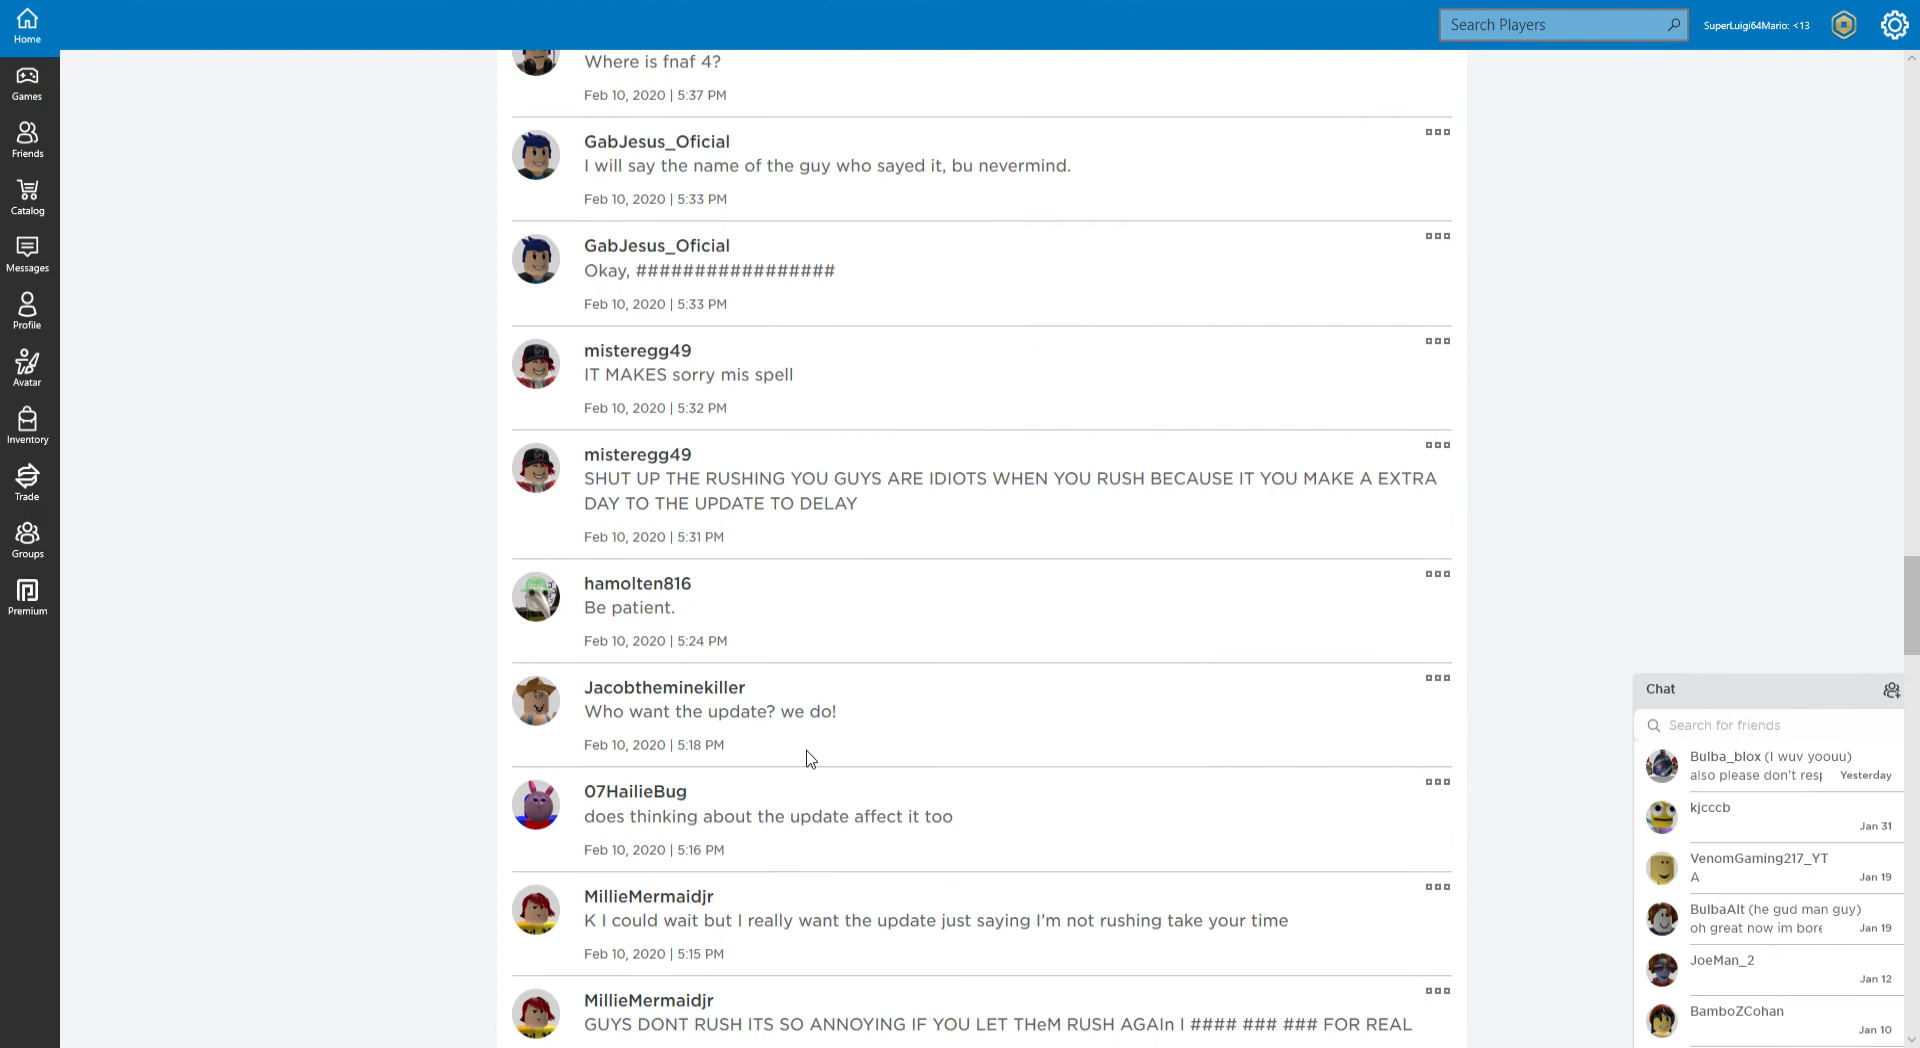 Home
Search Players
SuperLuigi64Mario: <13
Games
Friends
Catalog
Messages
Profile
Avatar
Inventory
Trade
Groups
Premium
Where is fnaf 4?
Feb 10, 2020 | 5:37 PM
GabJesus_Oficial
I will say the name of the guy who sayed it, bu nevermind.
Feb 10, 2020 | 5:33 PM
GabJesus_Oficial
Okay, #################
Feb 10, 2020 | 5:33 PM
misteregg49
IT MAKES sorry mis spell
Feb 10, 2020 | 5:32 PM
misteregg49
SHUT UP THE RUSHING YOU GUYS ARE IDIOTS WHEN YOU RUSH BECAUSE IT YOU MAKE A EXTRA
DAY TO THE UPDATE TO DELAY
Feb 10, 2020 | 5:31 PM
hamolten816
Be patient.
Feb 10, 2020 | 5:24 PM
Jacobtheminekiller
Who want the update? we do!
Feb 10, 2020 | 5:18 PM
07HailieBug
does thinking about the update affect it too
Feb 10, 2020 | 5:16 PM
MillieMermaidjr
K I could wait but I really want the update just saying I'm not rushing take your time
Feb 10, 2020 | 5:15 PM
MillieMermaidjr
GUYS DONT RUSH ITS SO ANNOYING IF YOU LET THeM RUSH AGAIn I #### ### ### FOR REAL
Chat
Search for friends
Bulba_blox (I wuv yoouu)
also please don't resp Yesterday
kjcccb
Jan 31
VenomGaming217_YT
A Jan 19
BulbaAlt (he gud man guy)
oh great now im bore Jan 19
JoeMan_2
Jan 12
BamboZCohan
Jan 10